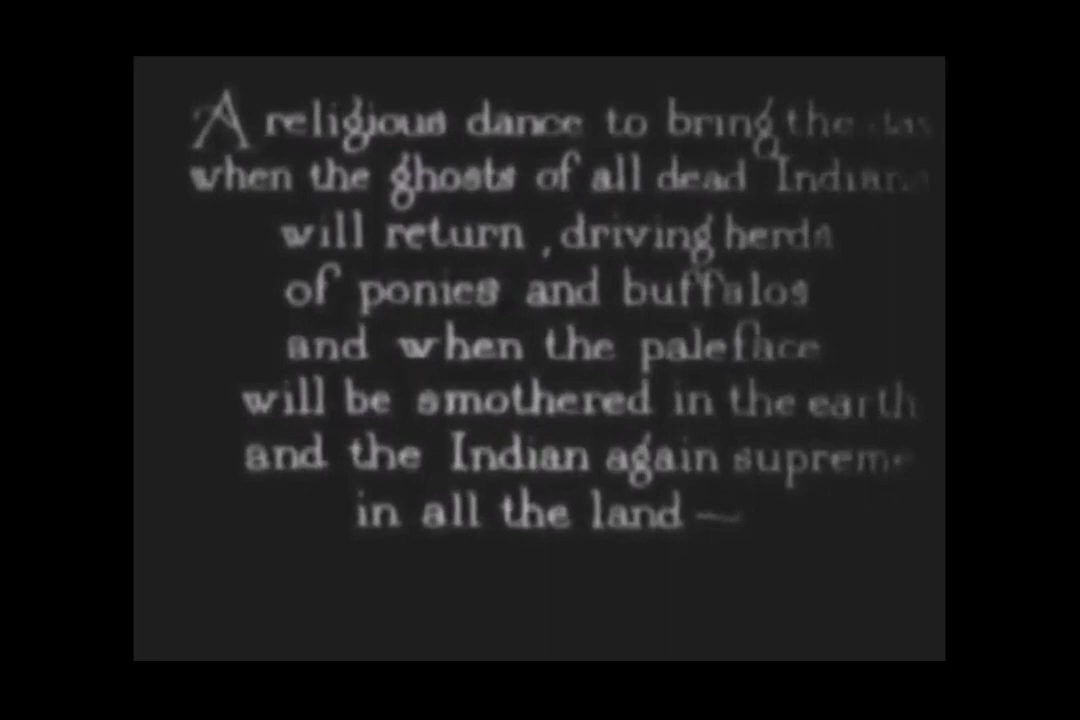 A religious dance to bring the day
when the ghosts of all dead Indians
will return, driving herds
of ponies and buffalos
and when the paleface
will be smothered in the earth
and the Indian again supreme
in all the land —